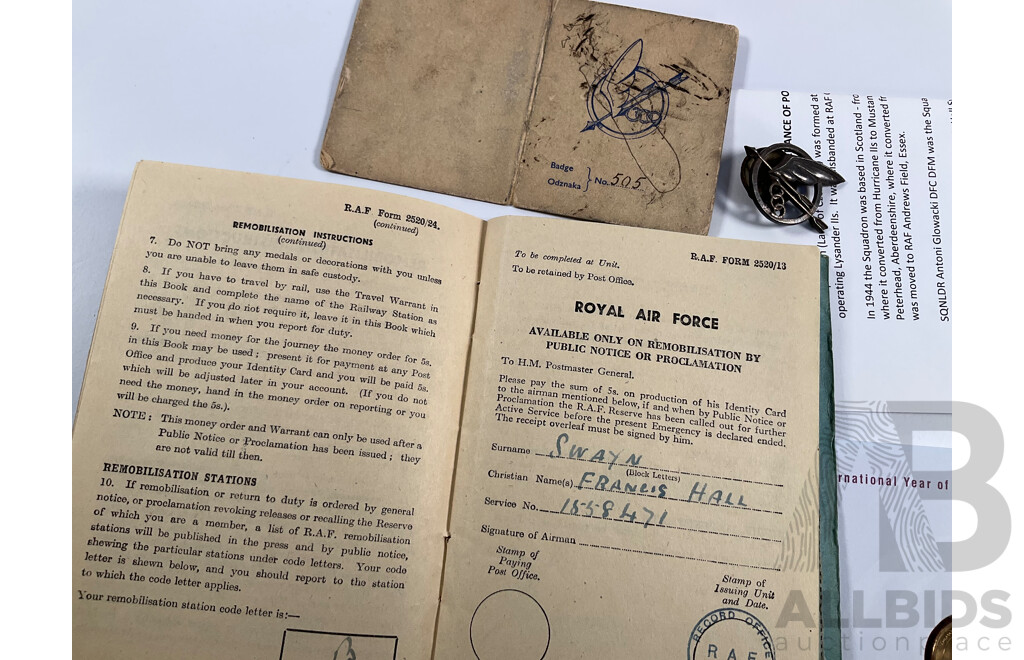 Badge
Odznaka } No. 505
R.A.F. Form 2520/24.
(continued)
REMOBILISATION INSTRUCTIONS
(continued)
7. Do NOT bring any medals or decorations with you unless
you are unable to leave them in safe custody.
8. If you have to travel by rail, use the Travel Warrant in
this Book and complete the name of the Railway Station as
necessary. If you do not require it, leave it in this Book which
must be handed in when you report for duty.
9. If you need money for the journey the money order for 5s.
in this Book may be used; present it for payment at any Post
Office and produce your Identity Card and you will be paid 5s.
which will be adjusted later in your account. (If you do not
need the money, hand in the money order on reporting or you
will be charged the 5s.).
NOTE: This money order and Warrant can only be used after a
Public Notice or Proclamation has been issued; they
are not valid till then.
REMOBILISATION STATIONS
10. If remobilisation or return to duty is ordered by general
notice, or proclamation revoking releases or recalling the Reserve
of which you are a member, a list of R.A.F. remobilisation
stations will be published in the press and by public notice,
shewing the particular stations under code letters. Your code
letter is shewn below, and you should report to the station
to which the code letter applies.
Your remobilisation station code letter is:—
To be completed at Unit.
R.A.F. FORM 2520/13
To be retained by Post Office.
ROYAL AIR FORCE
AVAILABLE ONLY ON REMOBILISATION BY
PUBLIC NOTICE OR PROCLAMATION
To H.M. Postmaster General.
Please pay the sum of 5s. on production of his Identity Card
to the airman mentioned below, if and when by Public Notice or
Proclamation the R.A.F. Reserve has been called out for further
Active Service before the present Emergency is declared ended.
The receipt overleaf must be signed by him.
Surname SWAYN
(Block Letters)
Christian Name(s) FRANCIS HALL
Service No. 1558471
Signature of Airman
Stamp of
Paying
Post Office.
Stamp of
Issuing Unit
and Date.
RECORD OFFICE
RAF
ANCE OF PO
was formed at
operating Lysander IIs. It was disbanded at RAF
In 1944 the Squadron was based in Scotland - fr
where it converted from Hurricane IIs to Mustan
Peterhead, Aberdeenshire, where it converted f
was moved to RAF Andrews Field, Essex.
SQNLDR Antoni Glowacki DFC DFM was the Squa
rnational Year of
B
ALLBIDS
auctionplace